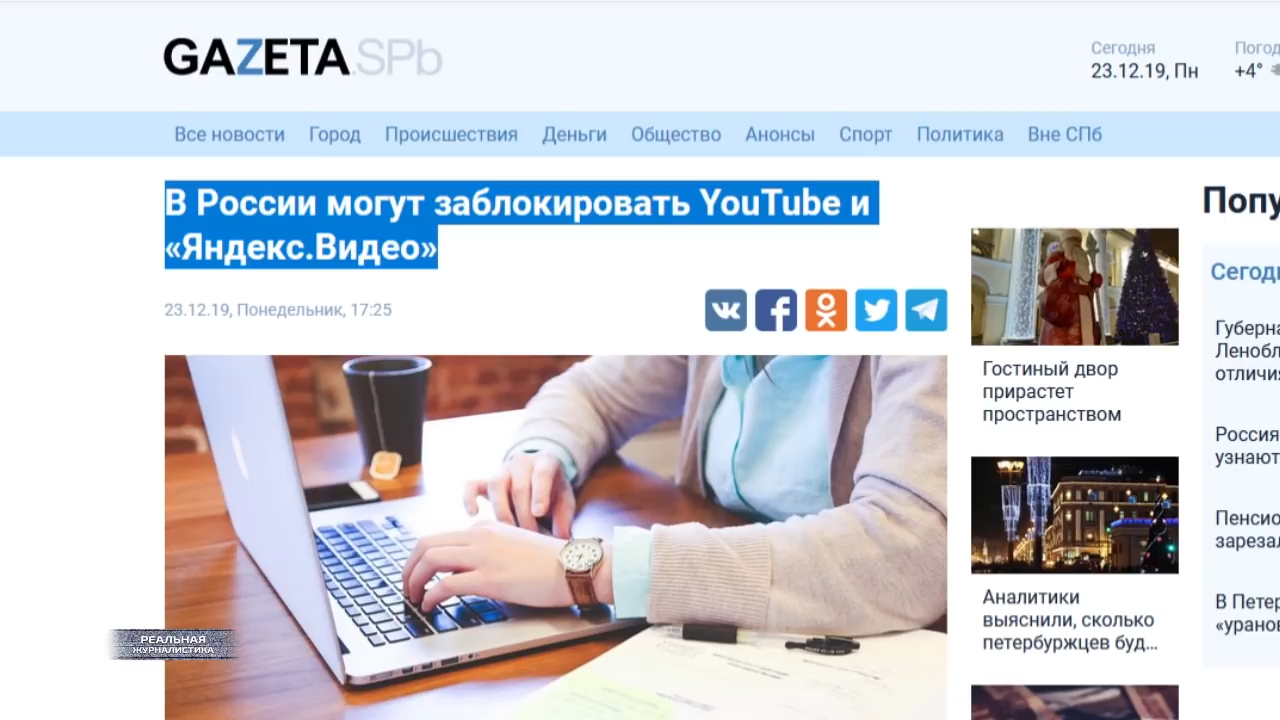 GAZETA.SPb
Сегодня
23.12.19, Пн
+4°
Все новости Город Происшествия Деньги Общество Анонсы Спорт Политика Вне СПб
В России могут заблокировать YouTube и
«Яндекс.Видео»
23.12.19, Понедельник, 17:25
Гостиный двор
прирастет
пространством
Аналитики
выяснили, сколько
петербуржцев буд...
Россия
узнают
В
РЕАЛЬНАЯ
ЖУРНАЛИСТИКА